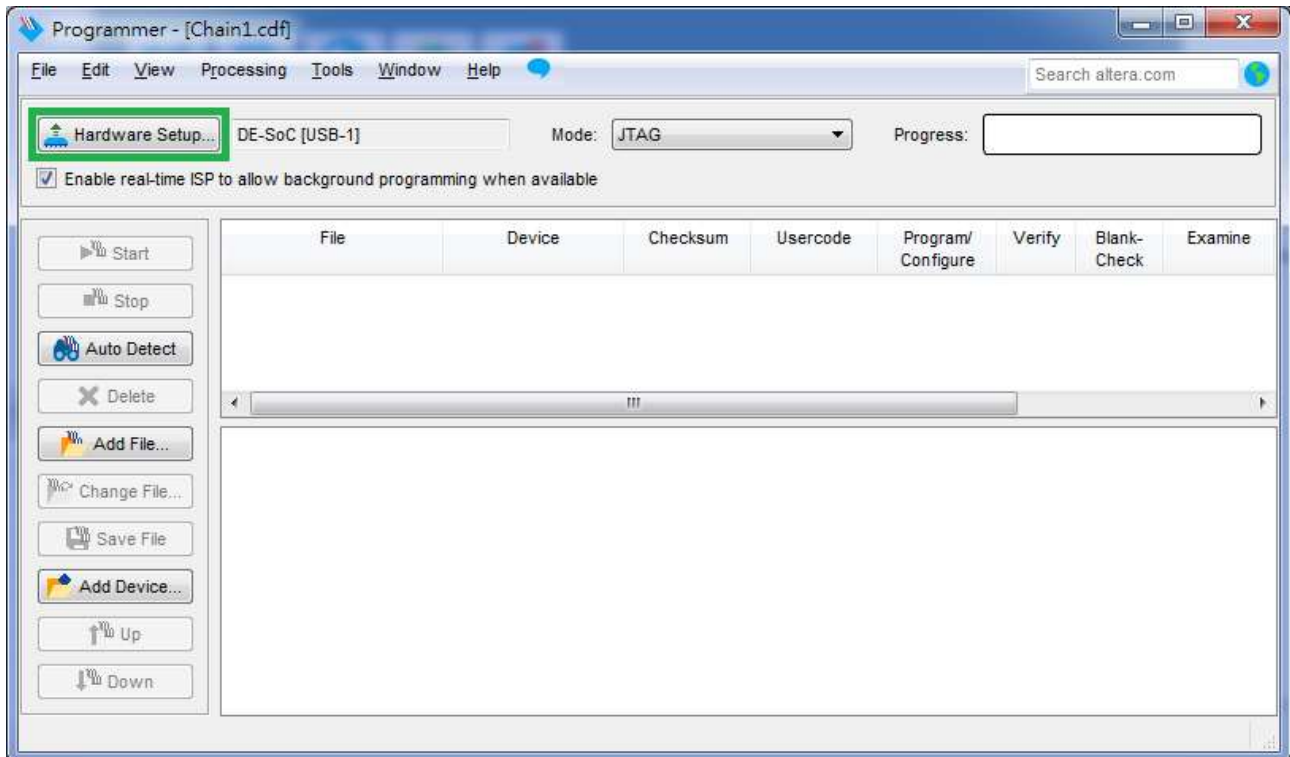 Programmer - [Chain1.cdf]
File Edit View Processing Tools Window Help Search altera.com
Hardware Setup... DE-SoC [USB-1] Mode: JTAG Progress:
Enable real-time ISP to allow background programming when available
File Device Checksum Usercode Program/ Configure Verify Blank- Check Examine
Start
Stop
Auto Detect
Delete
Add File...
Change File...
Save File
Add Device...
Up
Down